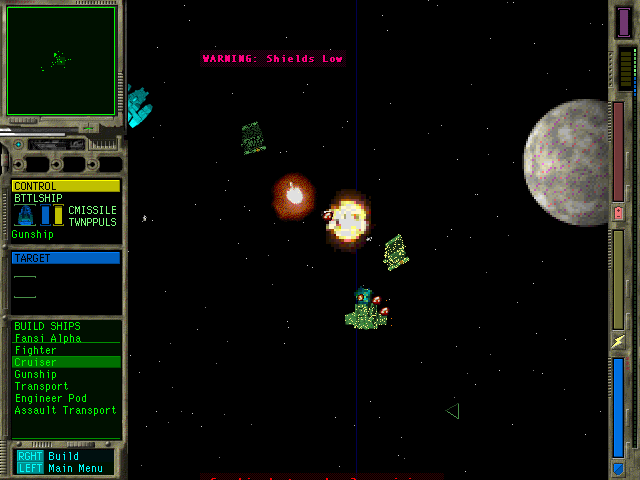 WARNING: Shields Low
CONTROL
BTTLSHIP
CMISSILE
TWNPPULS
Gunship
TARGET
BUILD SHIPS
Fansi Alpha
Fighter
Cruiser
Gunship
Transport
Engineer Pod
Assault Transport
RGHT Build
LEFT Main Menu